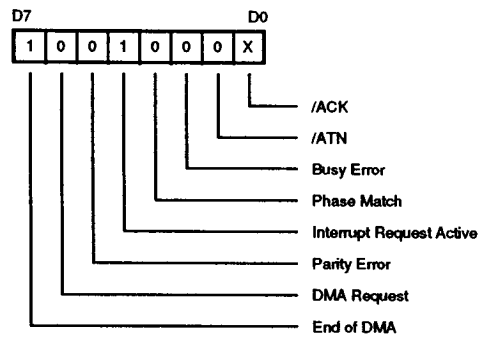 D7 D0
1 0 0 1 0 0 0 X
/ACK
/ATN
Busy Error
Phase Match
Interrupt Request Active
Parity Error
DMA Request
End of DMA